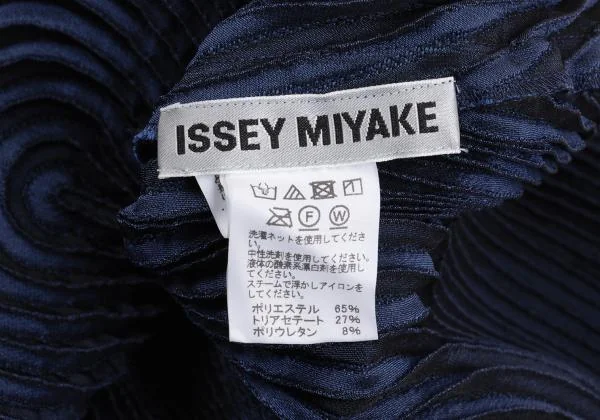 ISSEY MIYAKE
F W
洗濯ネットを使用してくださ
い。
中性洗剤を使用してください。
液体の酸素系漂白剤を使用し
てください。
スチームで浮かしアイロンを
してください。
ポリエステル 65%
トリアセテート 27%
ポリウレタン 8%